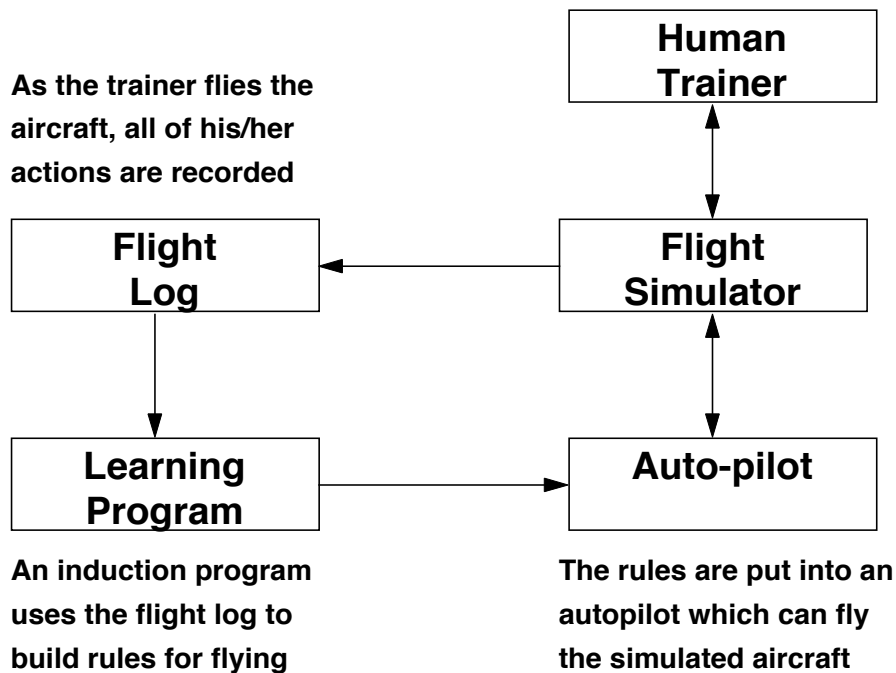 Human
Trainer
As the trainer flies the
aircraft, all of his/her
actions are recorded
Flight
Log
Flight
Simulator
Learning
Program
Auto-pilot
An induction program
uses the flight log to
build rules for flying
The rules are put into an
autopilot which can fly
the simulated aircraft